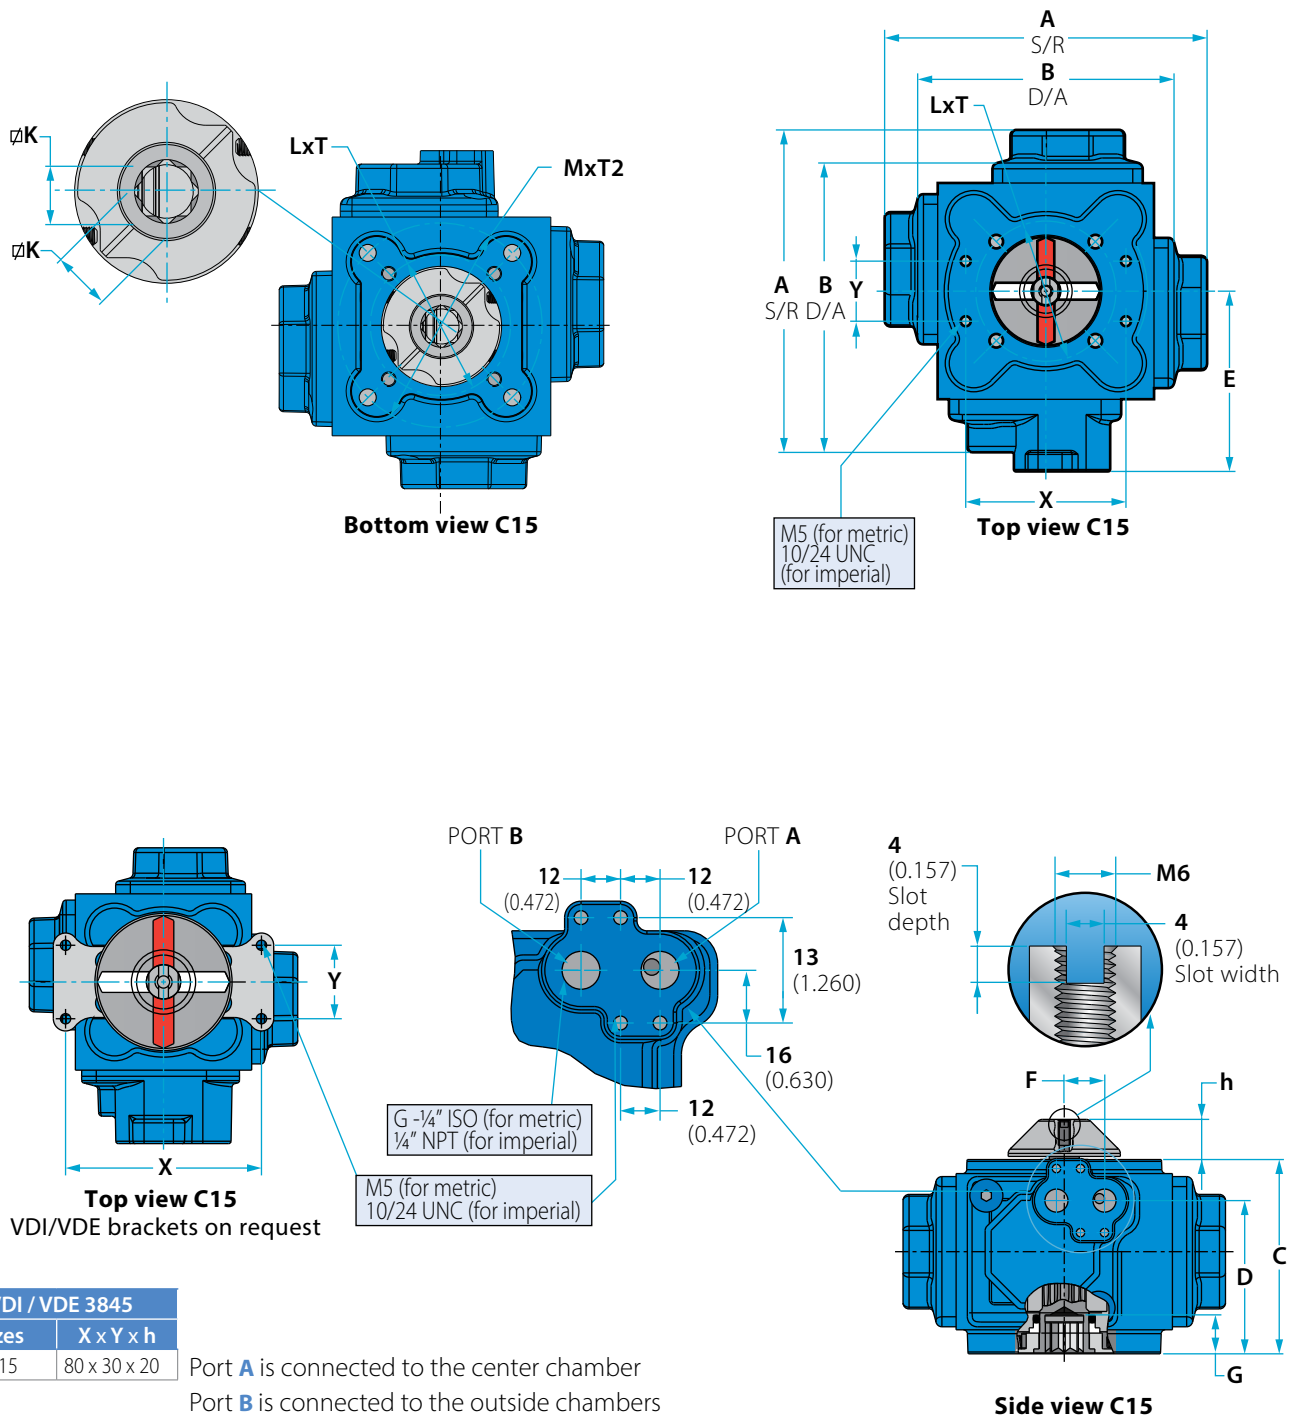 A
S/R
B
D/A
LxT
A
S/R
B
D/A
Y
E
X
M5 (for metric)
10/24 UNC
(for imperial)
Top view C15
⌀K
⌀K
LxT
MxT2
Bottom view C15
Y
X
Top view C15
VDI/VDE brackets on request
PORT B
PORT A
12
(0.472)
12
(0.472)
13
(1.260)
16
(0.630)
12
(0.472)
G -¼" ISO (for metric)
¼" NPT (for imperial)
M5 (for metric)
10/24 UNC (for imperial)
4
(0.157)
Slot
depth
M6
4
(0.157)
Slot width
F
h
D
C
G
Side view C15
VDI / VDE 3845
X x Y x h
15
80 x 30 x 20
Port A is connected to the center chamber
Port B is connected to the outside chambers